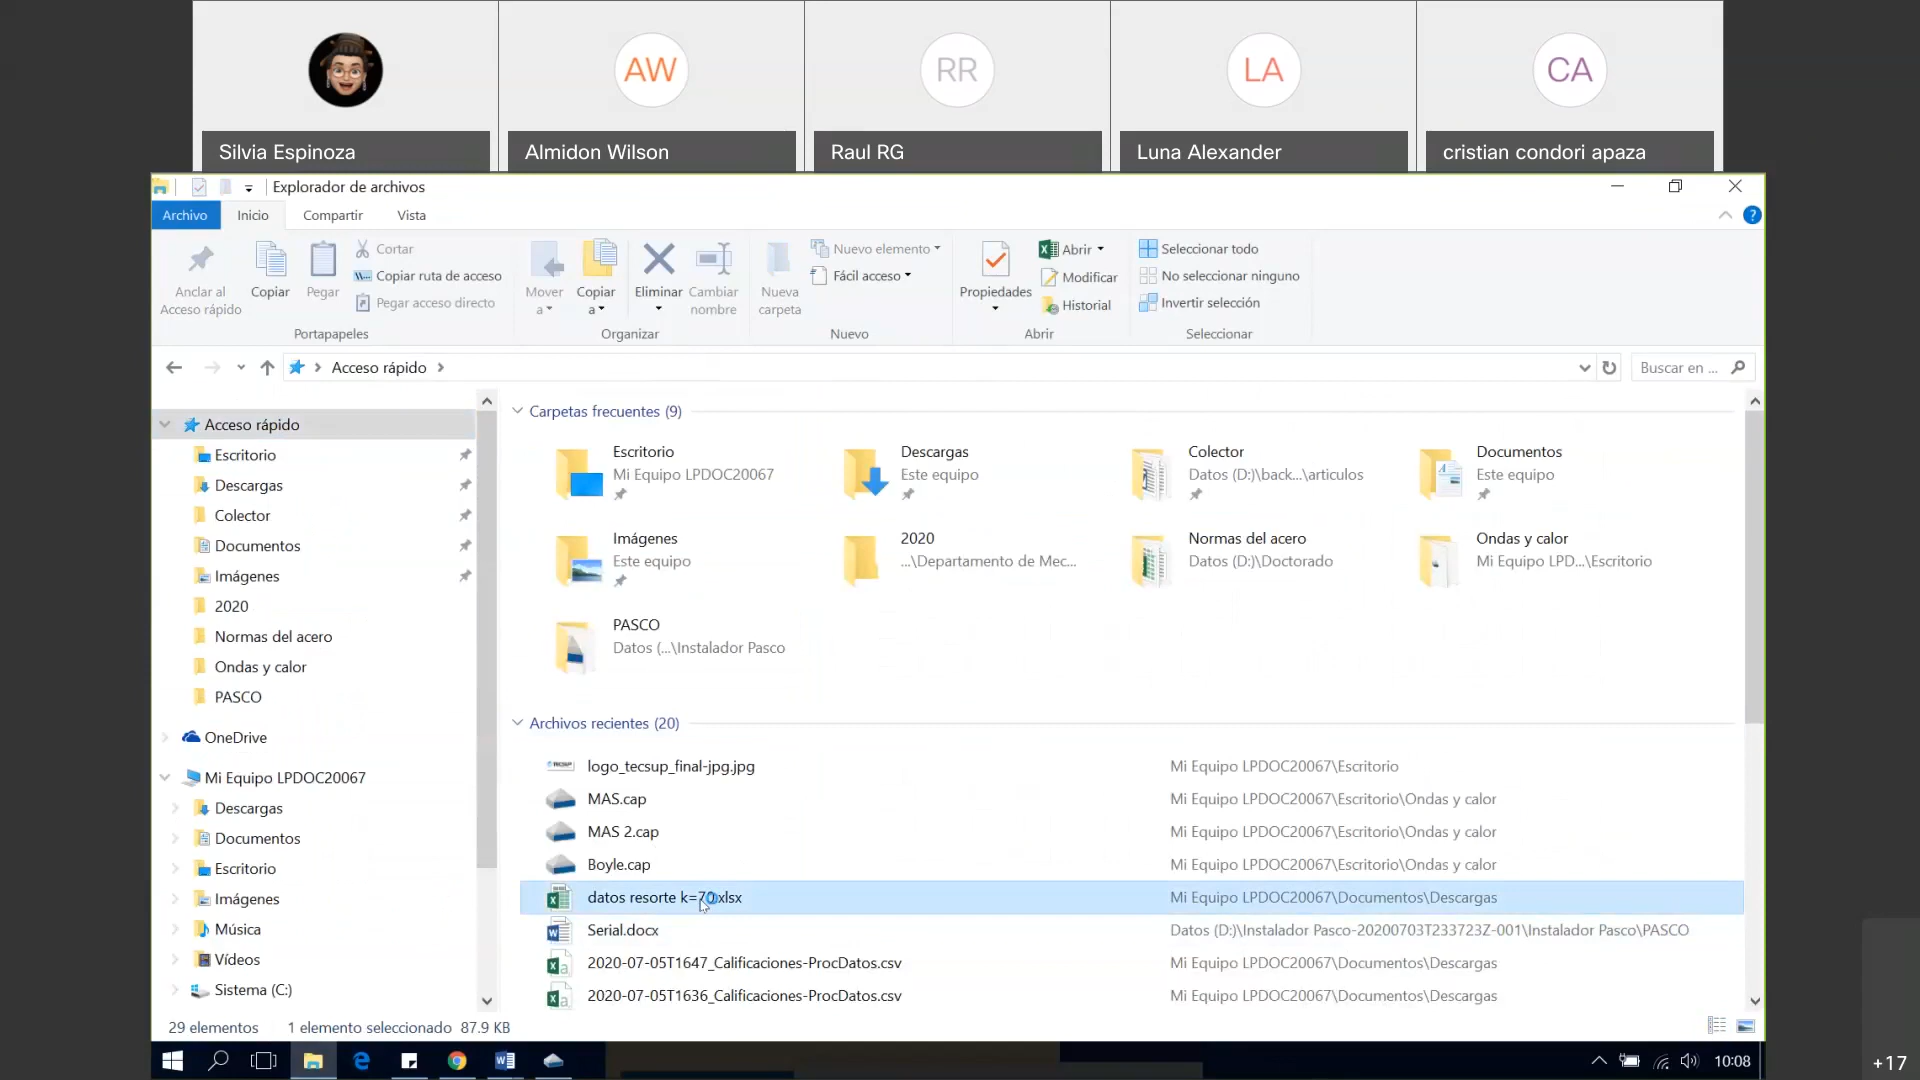 AW
RR
LA
CA
Silvia Espinoza
Almidon Wilson
Raul RG
Luna Alexander
cristian condori apaza
Explorador de archivos
Archivo
Inicio
Compartir
Vista
?
Anclar al
Acceso rápido
Copiar
Pegar
Cortar
Copiar ruta de acceso
Pegar acceso directo
Portapapeles
Mover
a
Copiar
a
Eliminar
Cambiar
nombre
Organizar
Nueva
carpeta
Nuevo elemento
Fácil acceso
Nuevo
Propiedades
Abrir
Modificar
Historial
Abrir
Seleccionar todo
No seleccionar ninguno
Invertir selección
Seleccionar
Acceso rápido
Buscar en ...
Acceso rápido
Escritorio
Descargas
Colector
Documentos
Imágenes
2020
Normas del acero
Ondas y calor
PASCO
OneDrive
Mi Equipo LPDOC20067
Descargas
Documentos
Escritorio
Imágenes
Música
Vídeos
Sistema (C:)
Carpetas frecuentes (9)
Escritorio
Mi Equipo LPDOC20067
Descargas
Este equipo
Colector
Datos (D:)\back...\articulos
Documentos
Este equipo
Imágenes
Este equipo
2020
...\Departamento de Mec...
Normas del acero
Datos (D:)\Doctorado
Ondas y calor
Mi Equipo LPD...\Escritorio
PASCO
Datos (...\Instalador Pasco
Archivos recientes (20)
logo_tecsup_final-jpg.jpg
Mi Equipo LPDOC20067\Escritorio
MAS.cap
Mi Equipo LPDOC20067\Escritorio\Ondas y calor
MAS 2.cap
Mi Equipo LPDOC20067\Escritorio\Ondas y calor
Boyle.cap
Mi Equipo LPDOC20067\Escritorio\Ondas y calor
datos resorte k=70.xlsx
Mi Equipo LPDOC20067\Documentos\Descargas
Serial.docx
Datos (D:)\Instalador Pasco-20200703T233723Z-001\Instalador Pasco\PASCO
2020-07-05T1647_Calificaciones-ProcDatos.csv
Mi Equipo LPDOC20067\Documentos\Descargas
2020-07-05T1636_Calificaciones-ProcDatos.csv
Mi Equipo LPDOC20067\Documentos\Descargas
29 elementos
1 elemento seleccionado 87.9 KB
10:08
+17